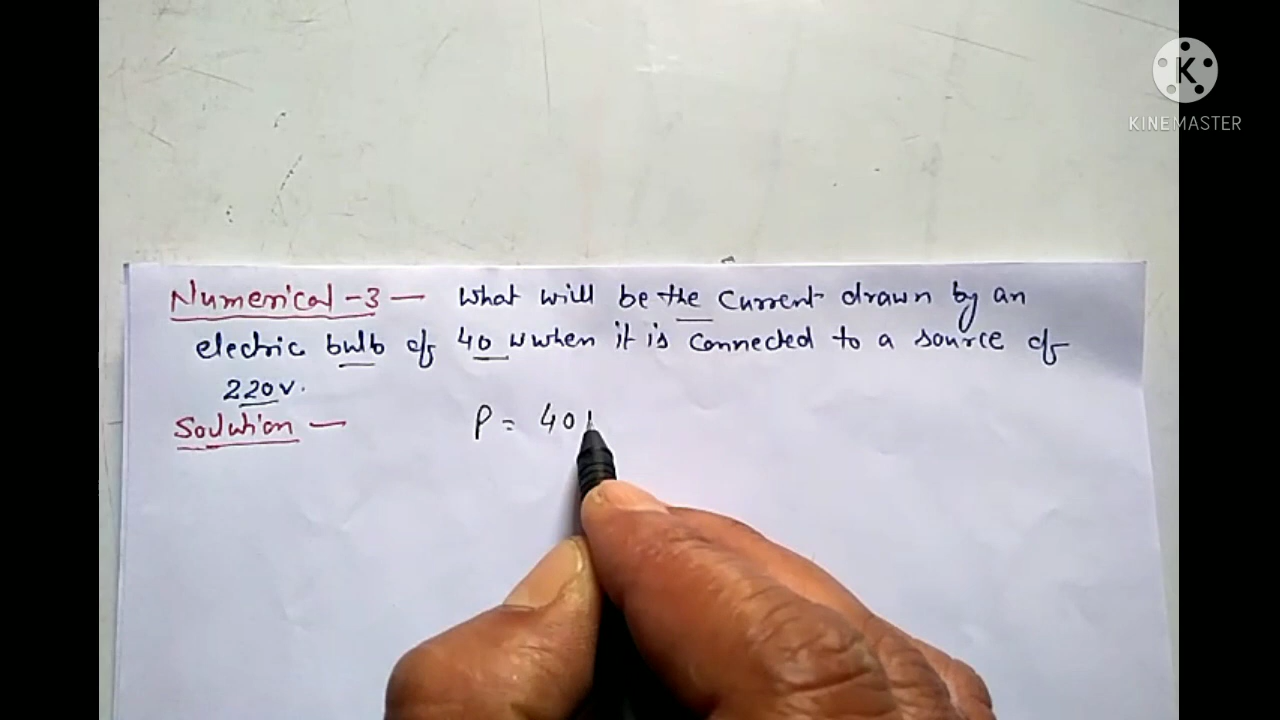 K
KINEMASTER
Numerical-3 — What will be the current drawn by an
electric bulb of 40 w when it is connected to a source of
220v.
Solution — P = 40